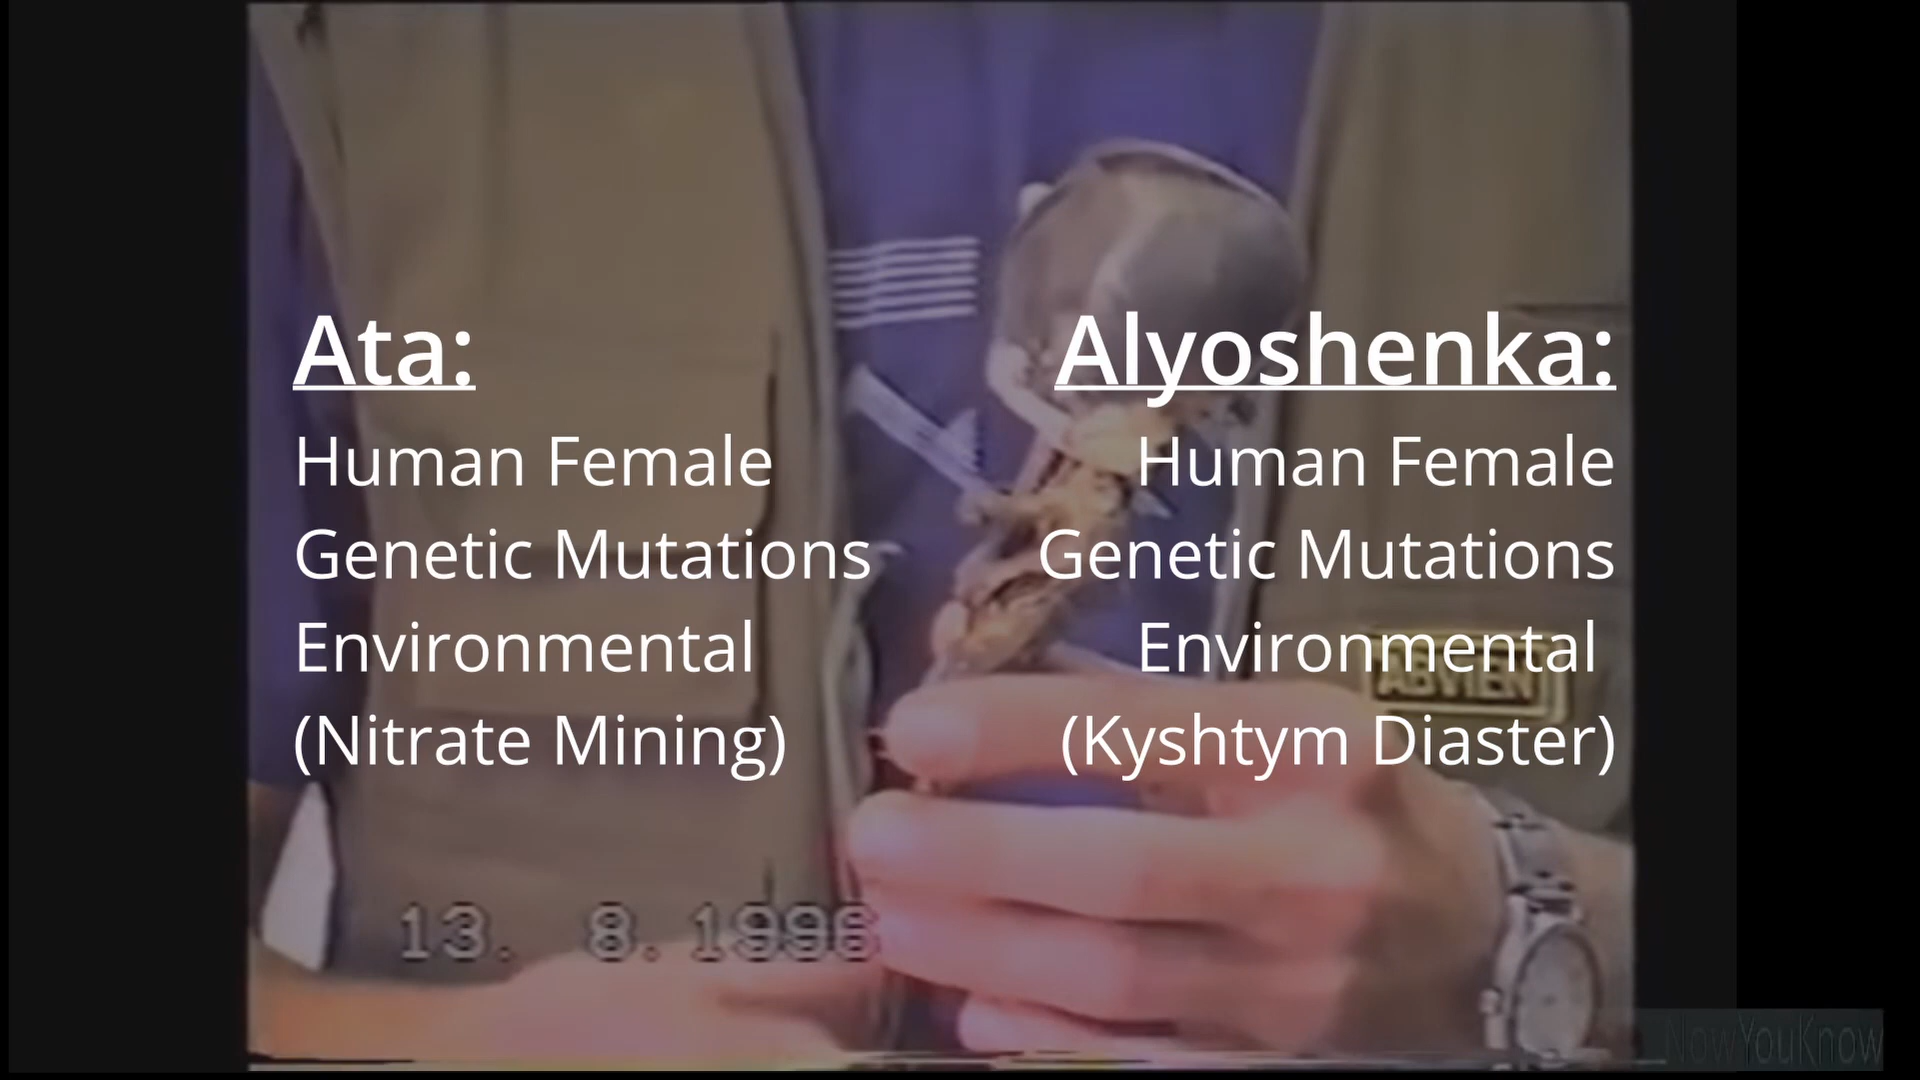 Ata:
Human Female
Genetic Mutations
Environmental
(Nitrate Mining)
Alyoshenka:
Human Female
Genetic Mutations
Environmental
(Kyshtym Diaster)
13. 8. 1996
NowYouKnow